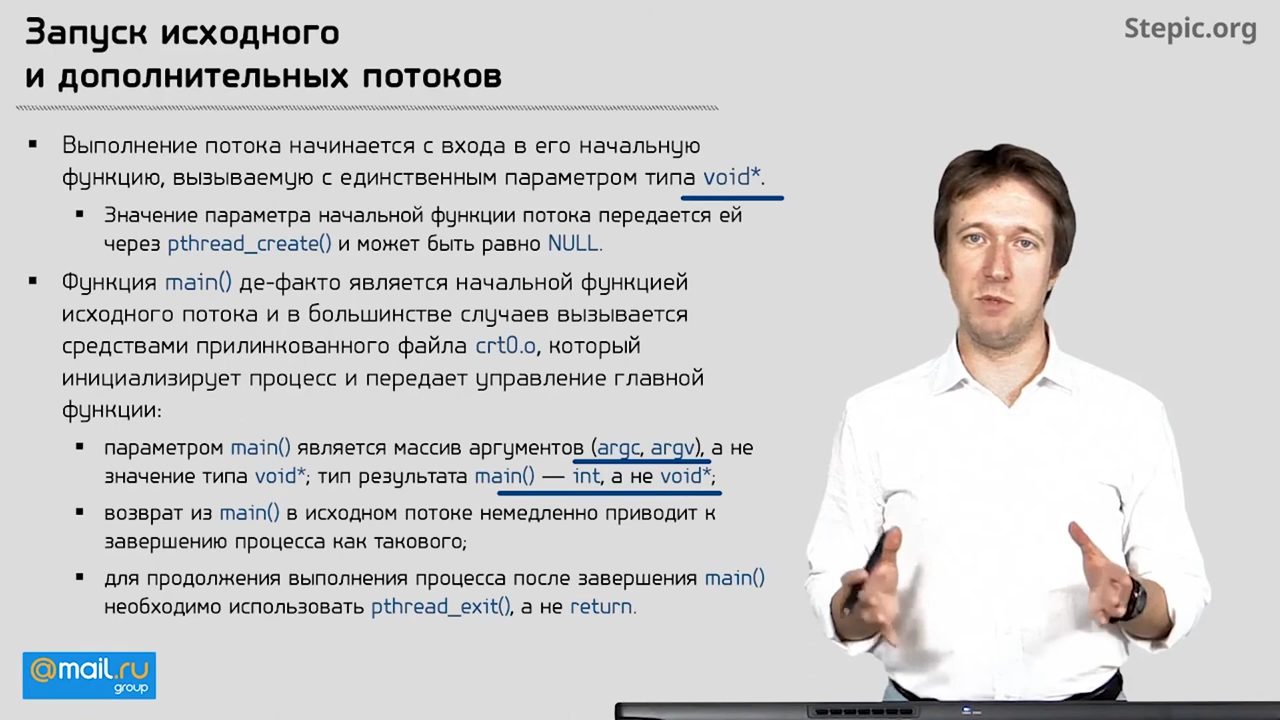 Запуск исходного
и дополнительных потоков
Stepic.org
▪ Выполнение потока начинается с входа в его начальную
функцию, вызываемую с единственным параметром типа void*.
▪ Значение параметра начальной функции потока передается ей
через pthread_create() и может быть равно NULL.
▪ Функция main() де-факто является начальной функцией
исходного потока и в большинстве случаев вызывается
средствами прилинкованного файла crt0.o, который
инициализирует процесс и передает управление главной
функции:
▪ параметром main() является массив аргументов (argc, argv), а не
значение типа void*; тип результата main() — int, а не void*;
▪ возврат из main() в исходном потоке немедленно приводит к
завершению процесса как такового;
▪ для продолжения выполнения процесса после завершения main()
необходимо использовать pthread_exit(), а не return.
@mail.ru
group